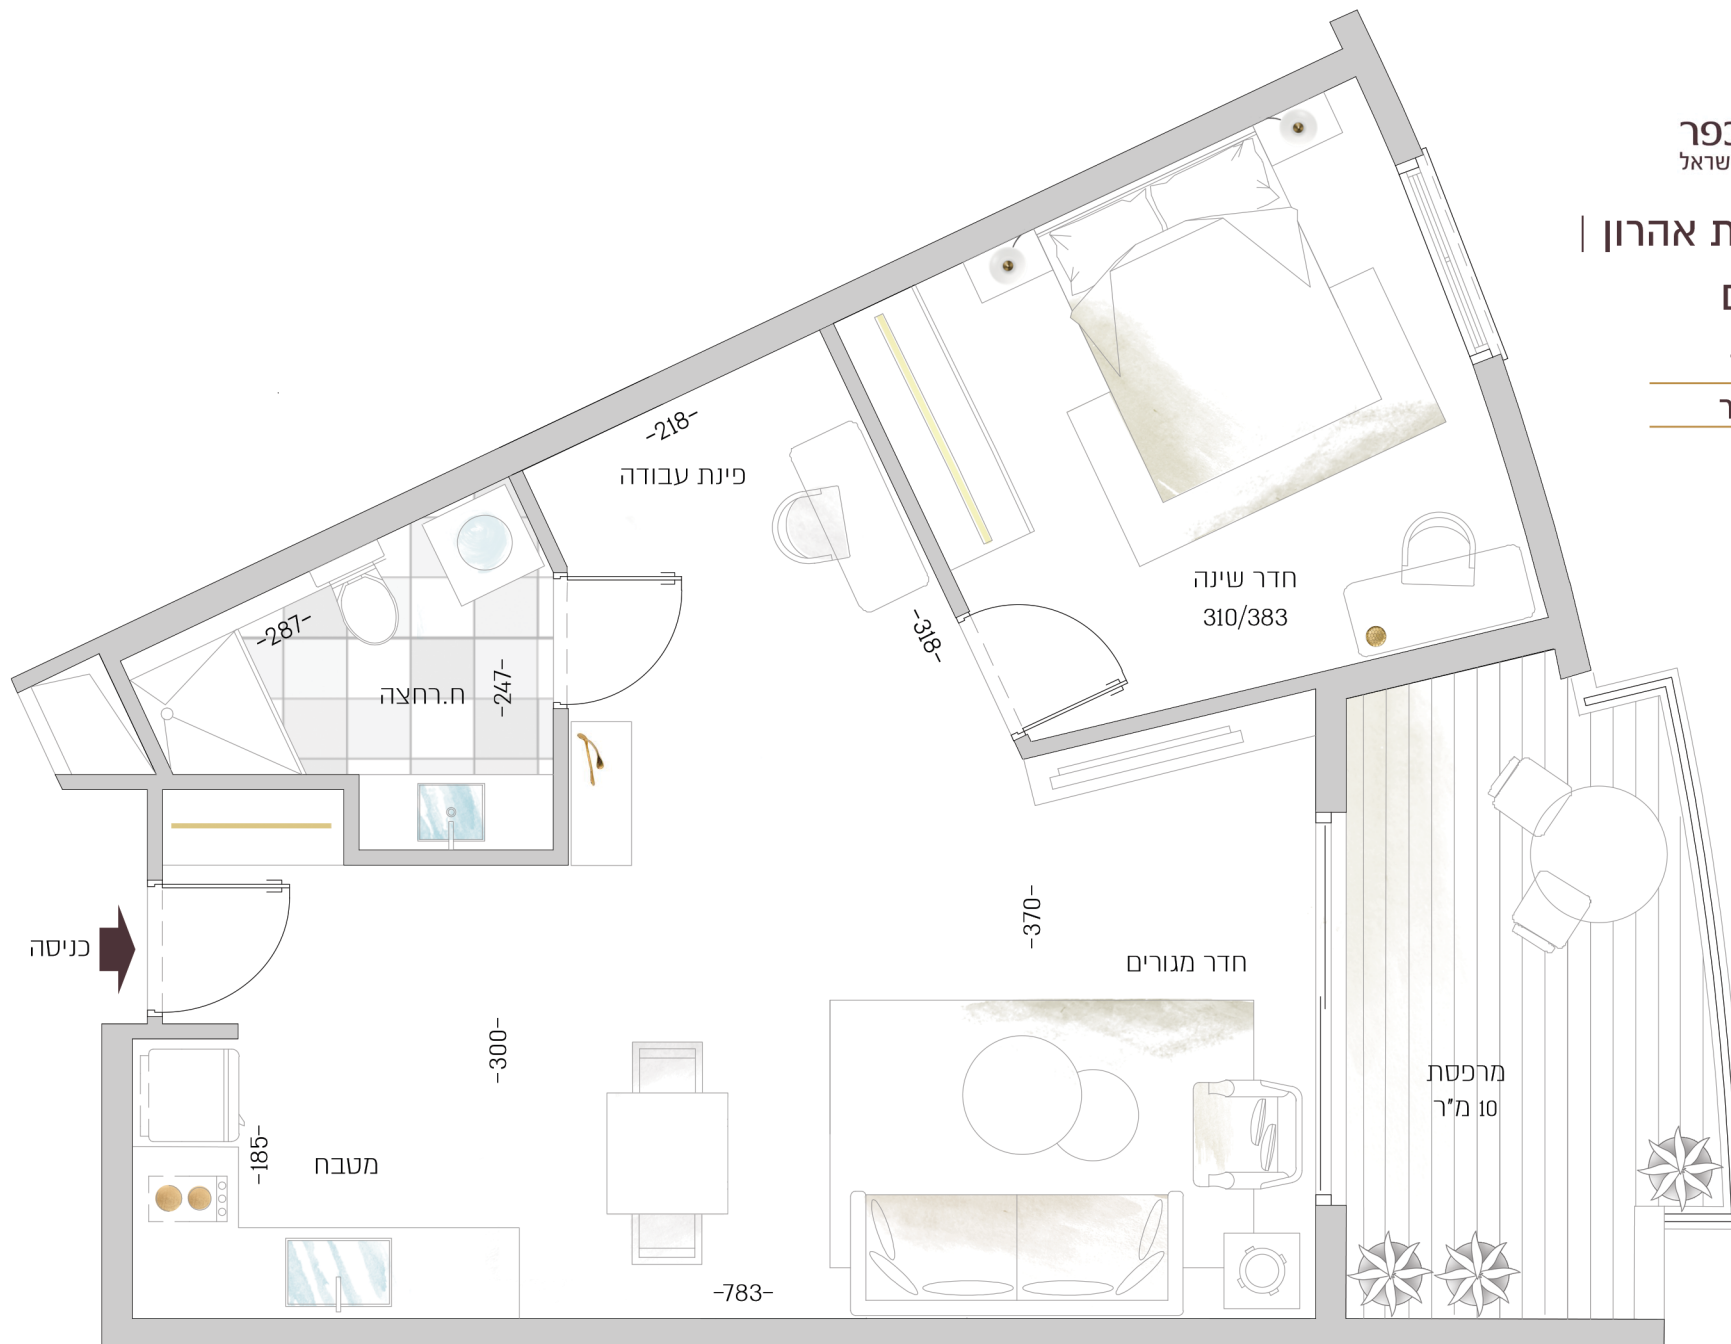 שראל
ת אהרון |
-218-
פינת עבודה
-287-
-318-
חדר שינה
310/383
ח.רחצה
-247-
כניסה
-370-
חדר מגורים
-300-
מרפסת
10 מ"ר
-185-
מטבח
-783-